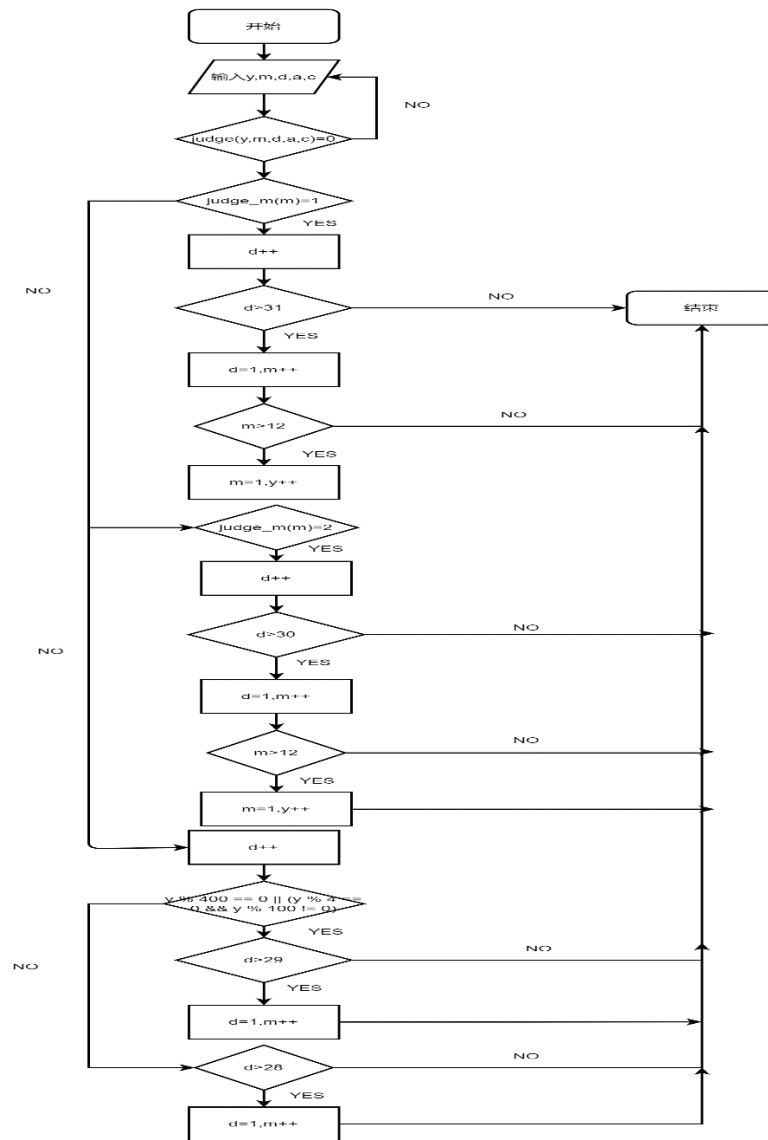 开始
输入y,m,d,a,c
NO
judge(y,m,d,a,c)=0
judge_m(m)=1
YES
d++
NO
NO
d>31
结束
YES
d=1,m++
NO
m>12
YES
m=1,y++
judge_m(m)=2
YES
d++
NO
d>30
NO
YES
d=1,m++
NO
m>12
YES
m=1,y++
d++
y % 400 == 0 || (y % 4 ==
0 && y % 100 != 0)
YES
NO
d>29
NO
YES
d=1,m++
NO
d>28
YES
d=1,m++